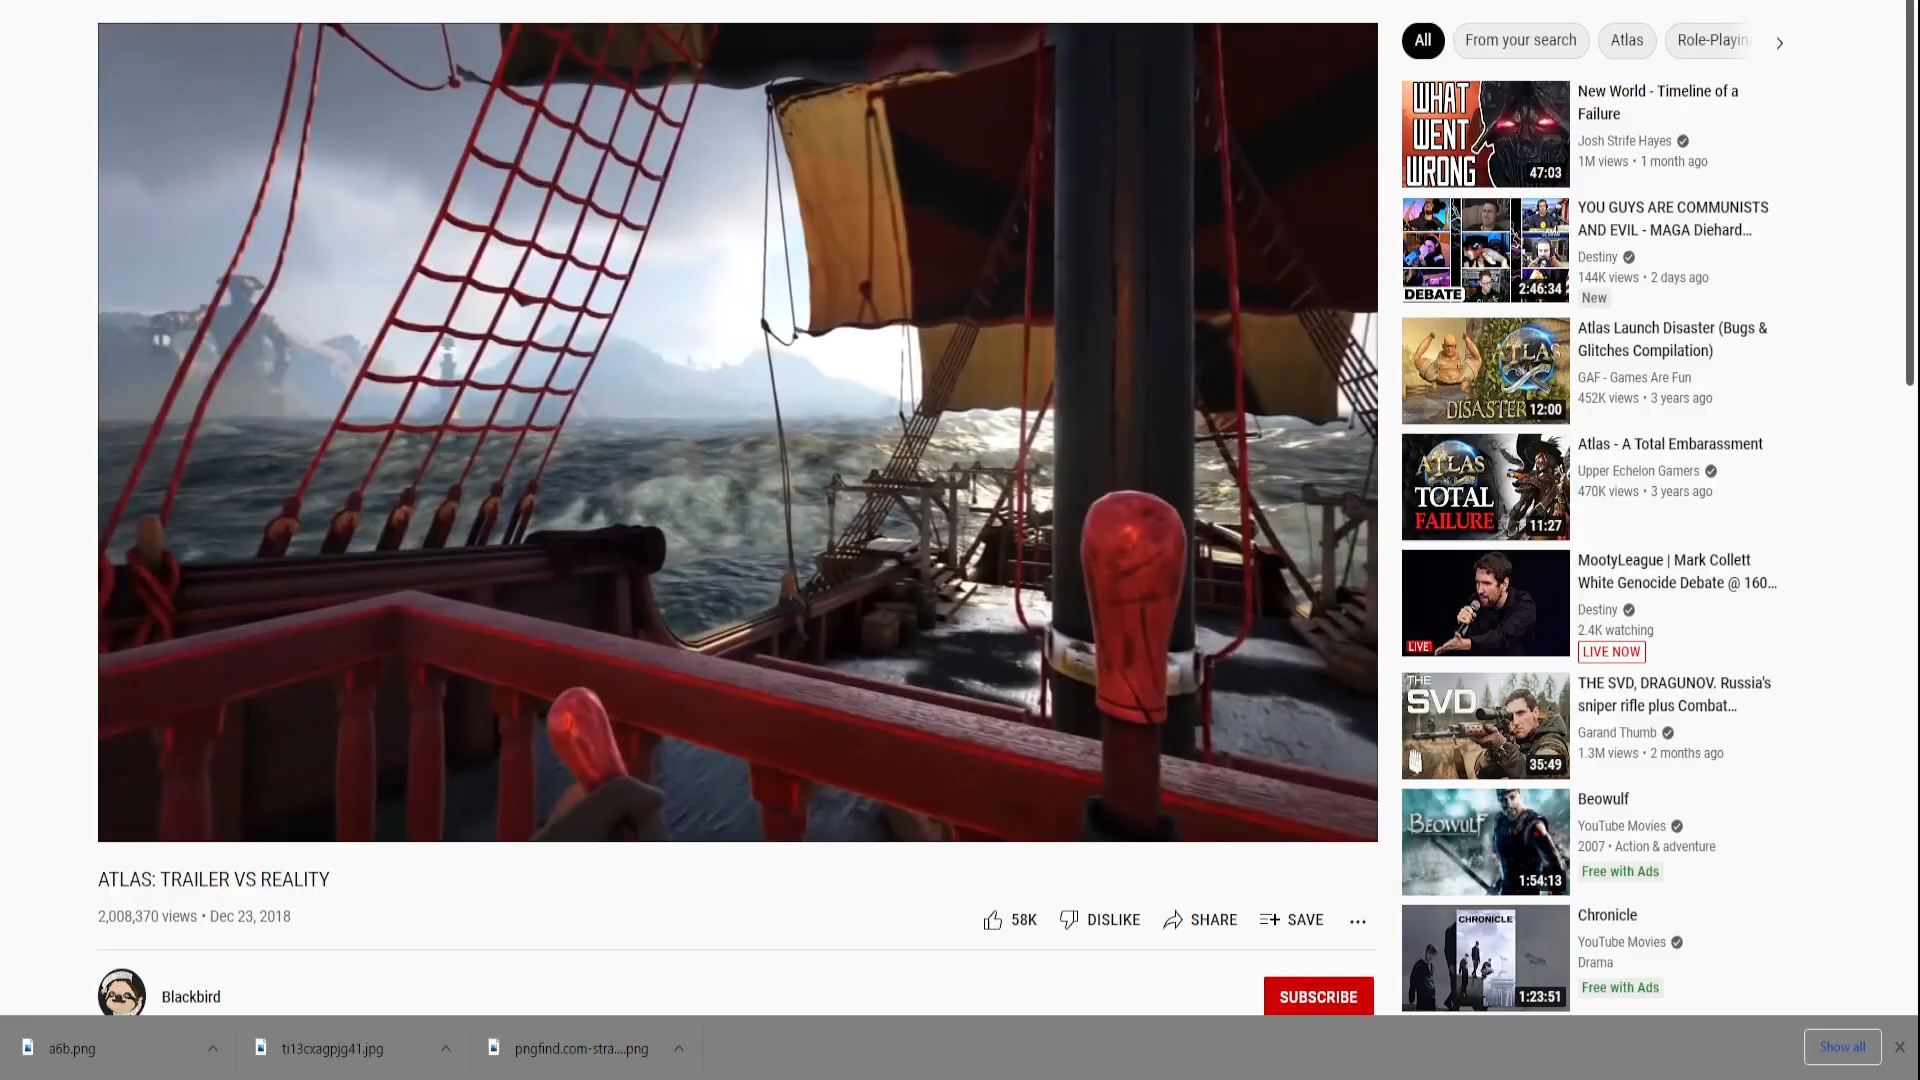 All
From your search
Atlas
Role-Playin
WHAT
WENT
WRONG
47:03
New World - Timeline of a
Failure
Josh Strife Hayes
1M views • 1 month ago
DEBATE
2:46:34
YOU GUYS ARE COMMUNISTS
AND EVIL - MAGA Diehard...
Destiny
144K views • 2 days ago
New
ATLAS
DISASTER
12:00
Atlas Launch Disaster (Bugs &
Glitches Compilation)
GAF - Games Are Fun
452K views • 3 years ago
ATLAS
TOTAL
FAILURE
11:27
Atlas - A Total Embarassment
Upper Echelon Gamers
470K views • 3 years ago
LIVE
MootyLeague | Mark Collett
White Genocide Debate @ 160...
Destiny
2.4K watching
LIVE NOW
THE
SVD
35:49
THE SVD, DRAGUNOV. Russia's
sniper rifle plus Combat...
Garand Thumb
1.3M views • 2 months ago
BEOWULF
1:54:13
Beowulf
YouTube Movies
2007 • Action & adventure
Free with Ads
CHRONICLE
1:23:51
Chronicle
YouTube Movies
Drama
Free with Ads
ATLAS: TRAILER VS REALITY
2,008,370 views • Dec 23, 2018
58K
DISLIKE
SHARE
SAVE
Blackbird
SUBSCRIBE
a6b.png
ti13cxagpjg41.jpg
pngfind.com-stra....png
Show all